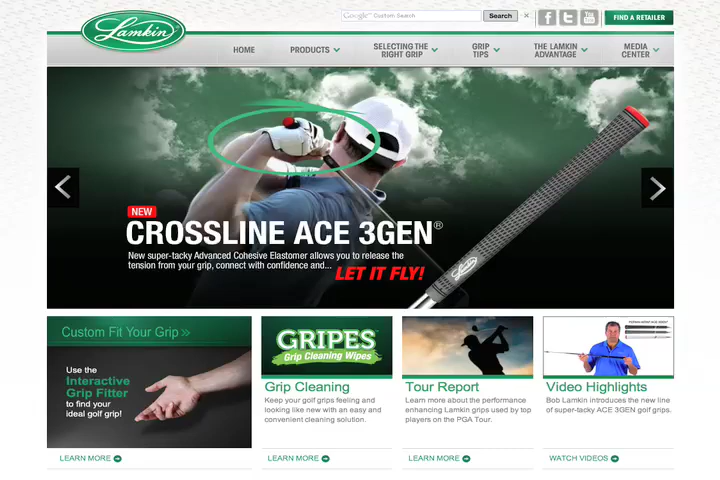 Lamkin
Google Custom Search
Search
×
f
t
You Tube
FIND A RETAILER
HOME
PRODUCTS
SELECTING THE
RIGHT GRIP
GRIP
TIPS
THE LAMKIN
ADVANTAGE
MEDIA
CENTER
NEW
CROSSLINE ACE 3GEN®
New super-tacky Advanced Cohesive Elastomer allows you to release the
tension from your grip, connect with confidence and...
LET IT FLY!
Lamkin
Custom Fit Your Grip >>
Use the
Interactive
Grip Fitter
to find your
ideal golf grip!
LEARN MORE
GRIPES
Grip Cleaning Wipes
Grip Cleaning
Keep your golf grips feeling and
looking like new with an easy and
convenient cleaning solution.
LEARN MORE
Tour Report
Learn more about the performance
enhancing Lamkin grips used by top
players on the PGA Tour.
LEARN MORE
Video Highlights
Bob Lamkin introduces the new line
of super-tacky ACE 3GEN golf grips.
WATCH VIDEOS